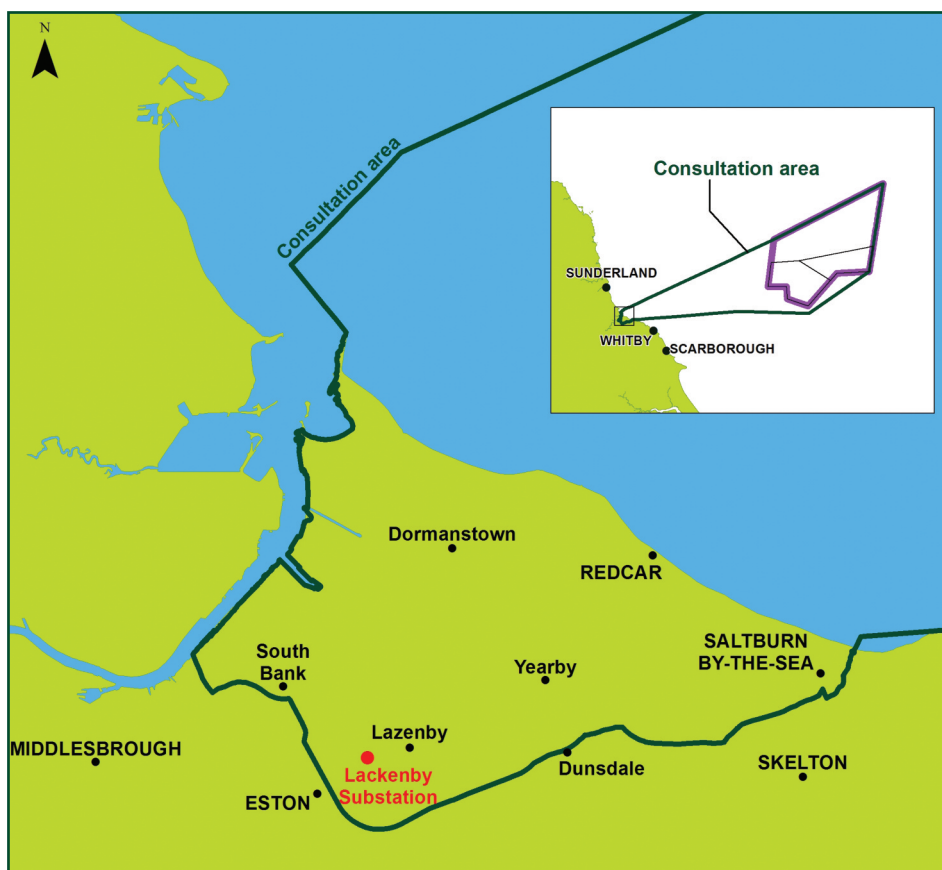 N
Consultation area
Consultation area
SUNDERLAND
WHITBY
SCARBOROUGH
Dormanstown
REDCAR
South
Bank
Yearby
SALTBURN
BY-THE-SEA
MIDDLESBROUGH
Lazenby
Lackenby
Substation
ESTON
Dunsdale
SKELTON